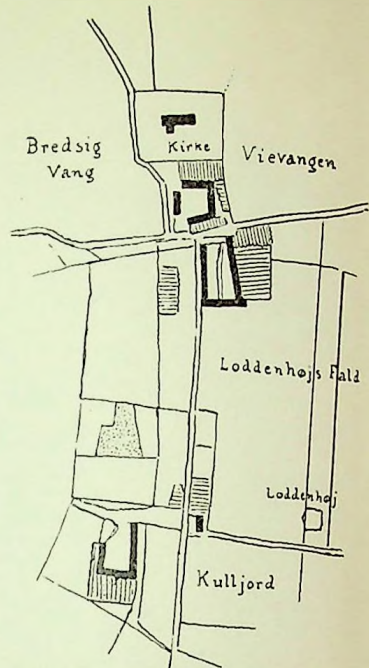 Bredsig
Vang
Kirke
Vievangen
Loddenhøjs Fald
Loddenhøj
Kulljord